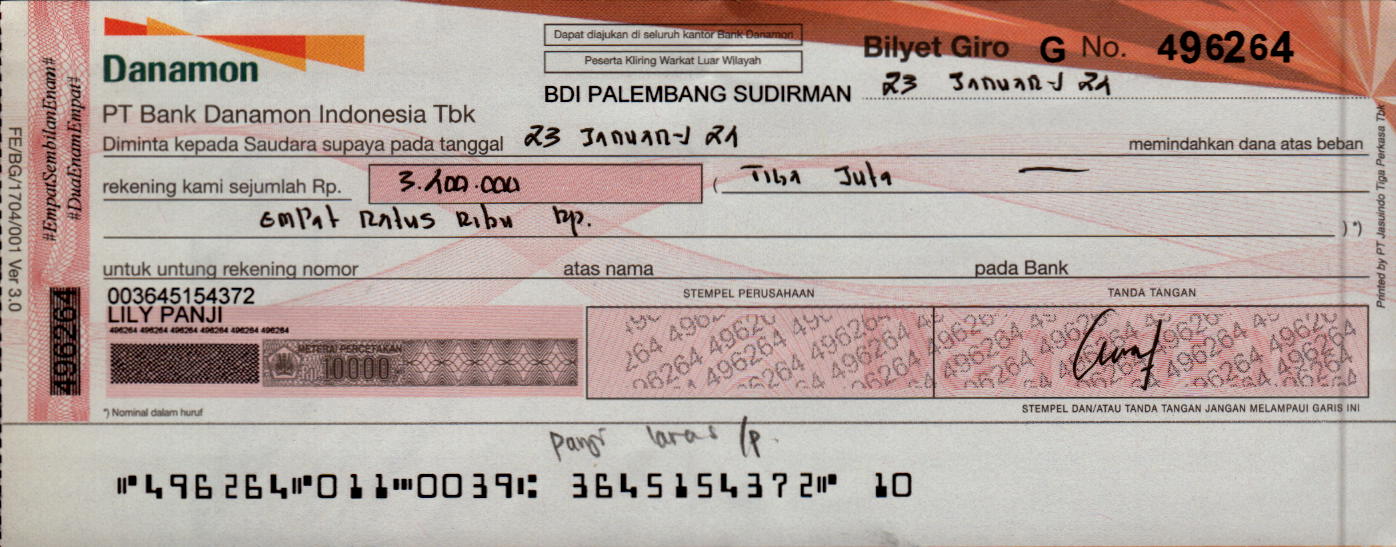 Danamon
PT Bank Danamon Indonesia Tbk
Dapat diajukan di seluruh kantor Bank Danamon
Peserta Kliring Warkat Luar Wilayah
BDI PALEMBANG SUDIRMAN
Bilyet Giro G No. 496264
23 JANUARI 21
Diminta kepada Saudara supaya pada tanggal 23 JANUARI 21 memindahkan dana atas beban
rekening kami sejumlah Rp. 3.400.000 ( TIGA JUTA —
EMPAT RATUS RIBU RP. ) *)
untuk untung rekening nomor atas nama pada Bank
003645154372
LILY PANJI
496264 496264 496264 496264 496264 496264
METERAI PERCETAKAN
10000
STEMPEL PERUSAHAAN
TANDA TANGAN
*) Nominal dalam huruf
STEMPEL DAN/ATAU TANDA TANGAN JANGAN MELAMPAUI GARIS INI
Panji laras /p.
496264 011 0039 3645154372 10
FE/BG/1704/001 Ver 3.0
#EmpatSembilanEnam#
#DuaEnamEmpat#
496264
Printed by PT Jasuindo Tiga Perkasa Tbk